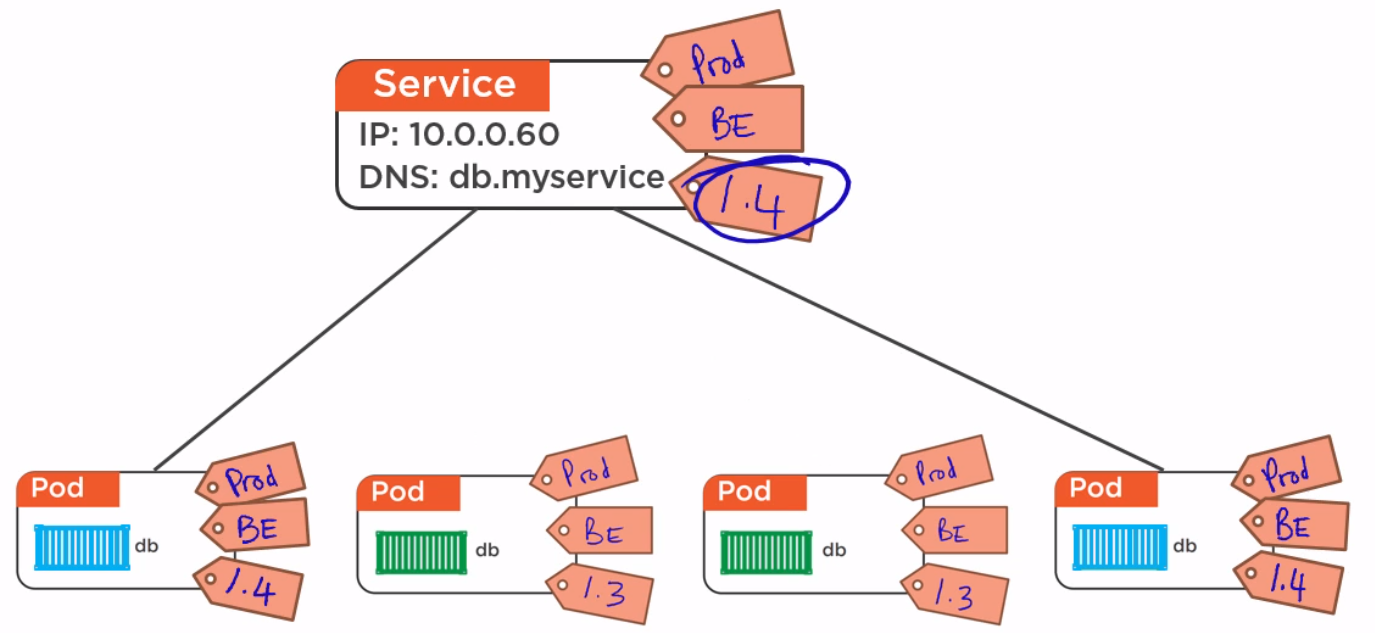 Service
IP: 10.0.0.60
DNS: db.myservice
Prod
BE
1.4
Pod
db
Prod
BE
1.4
Pod
db
Prod
BE
1.3
Pod
db
Prod
BE
1.3
Pod
db
Prod
BE
1.4